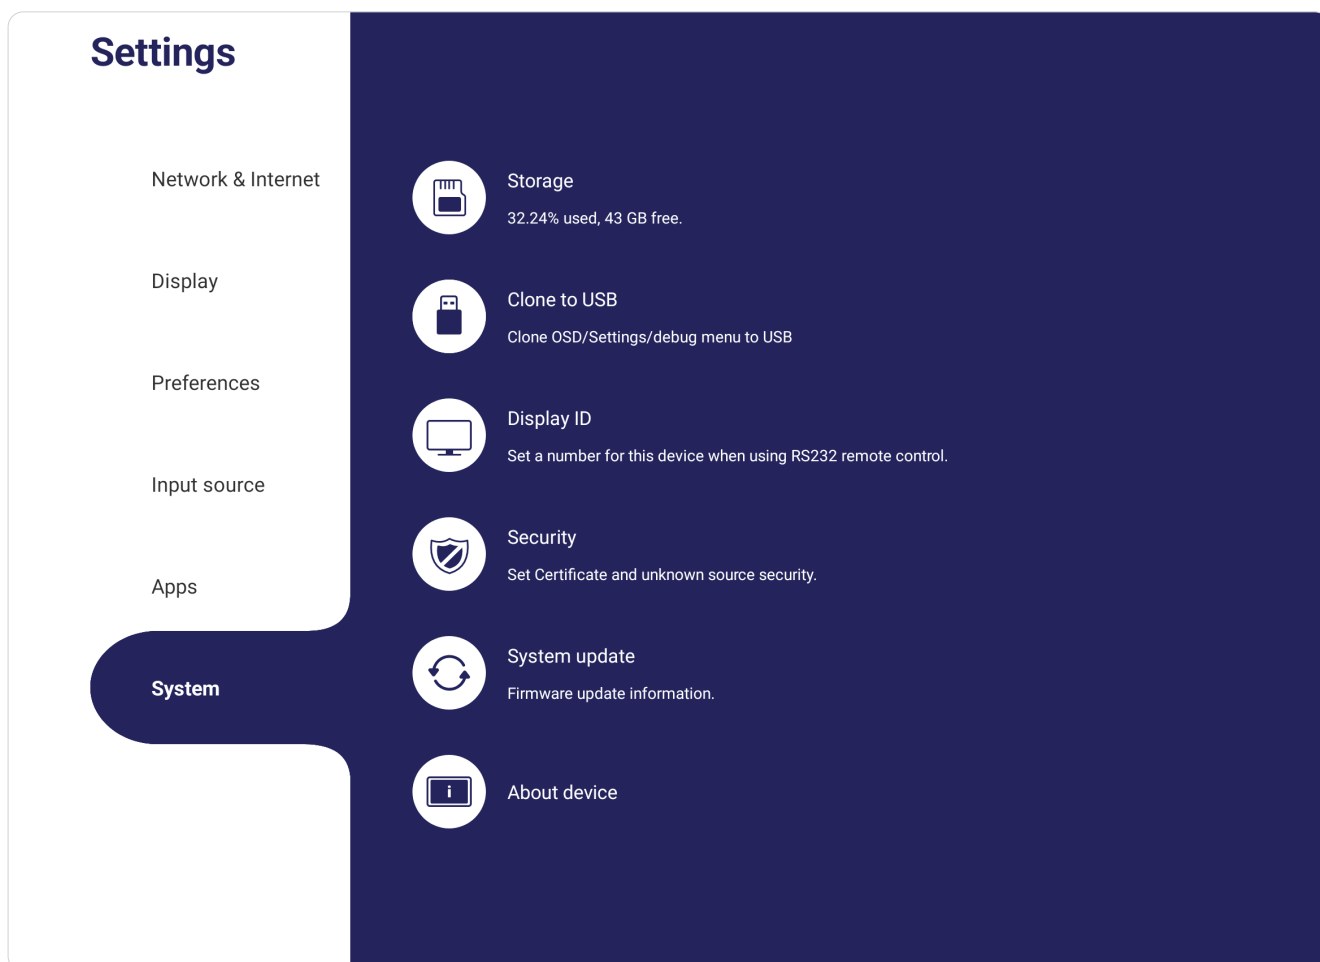 Settings
Network & Internet
Display
Preferences
Input source
Apps
System
Storage
32.24% used, 43 GB free.
Clone to USB
Clone OSD/Settings/debug menu to USB
Display ID
Set a number for this device when using RS232 remote control.
Security
Set Certificate and unknown source security.
System update
Firmware update information.
i
About device